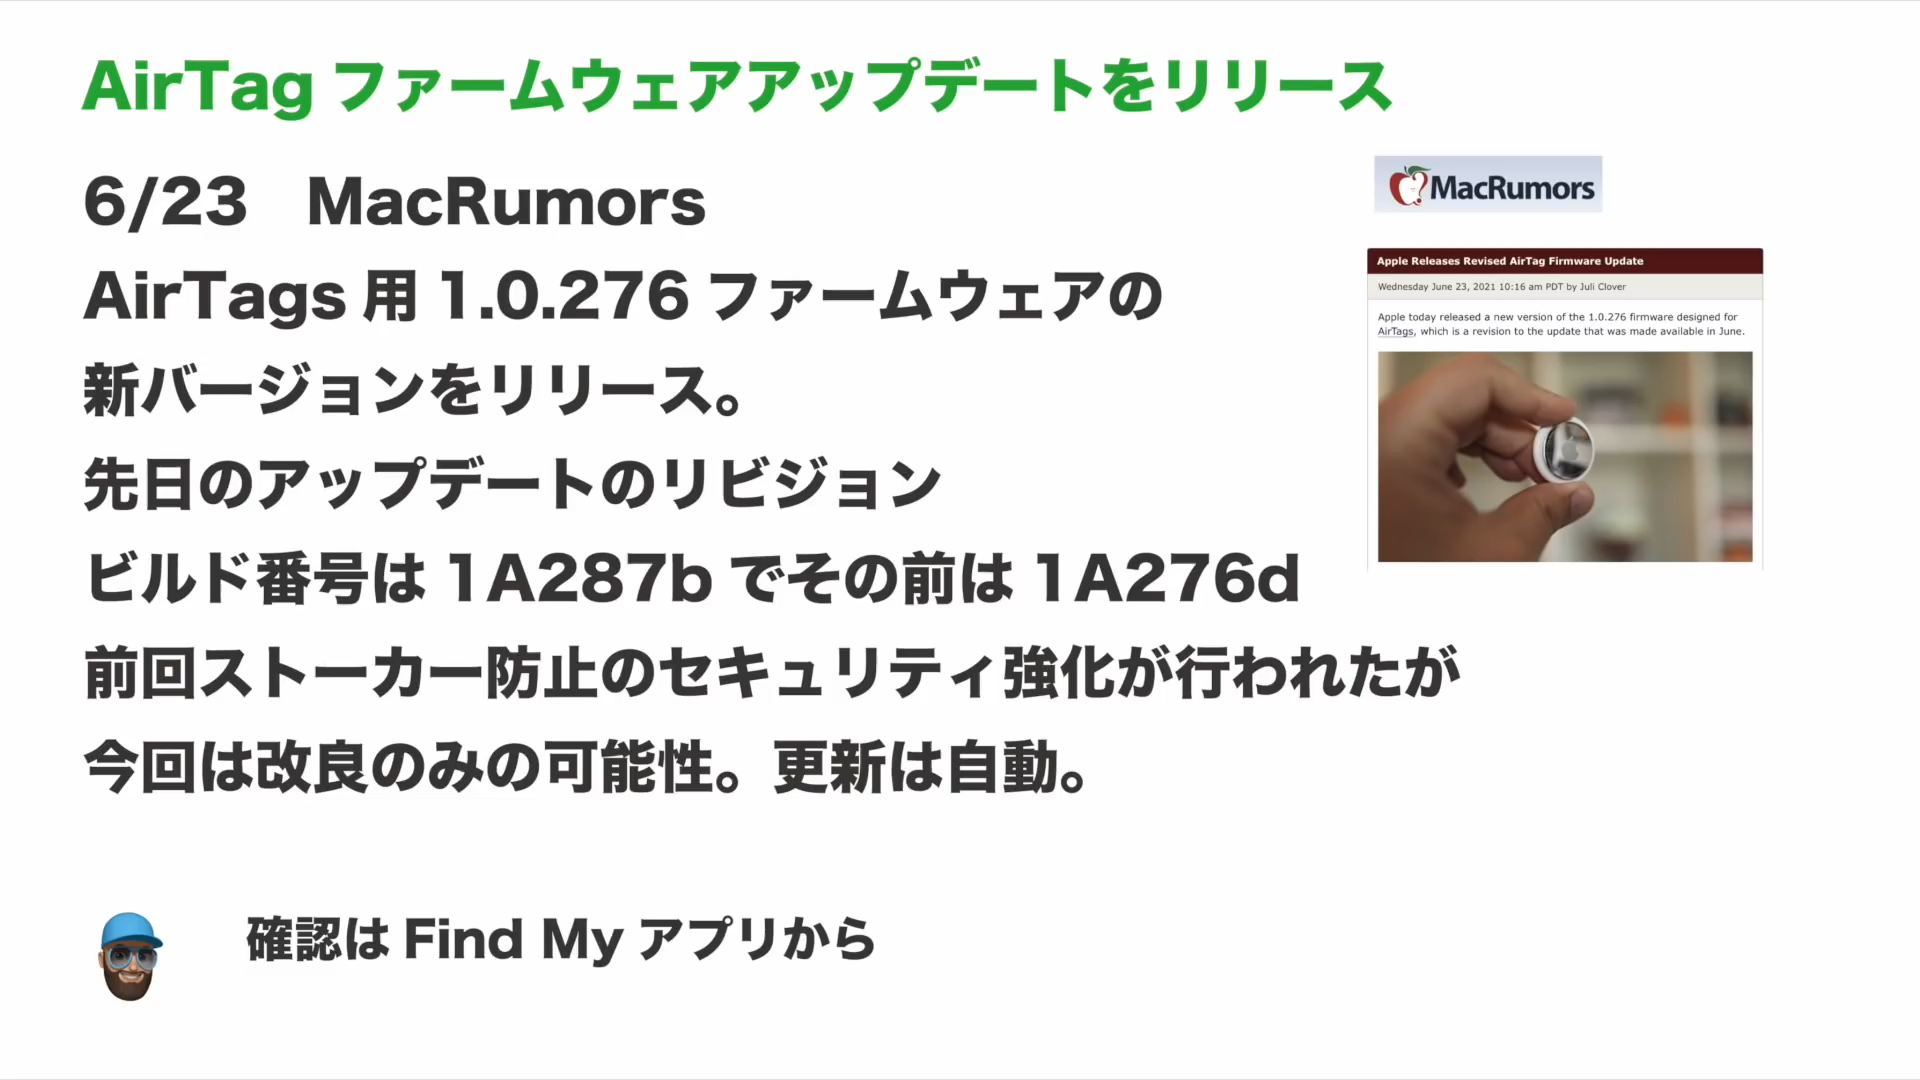 AirTag ファームウェアアップデートをリリース
6/23　MacRumors
AirTags 用 1.0.276 ファームウェアの
新バージョンをリリース。
先日のアップデートのリビジョン
ビルド番号は 1A287b でその前は 1A276d
前回ストーカー防止のセキュリティ強化が行われたが
今回は改良のみの可能性。更新は自動。
確認は Find My アプリから
MacRumors
Apple Releases Revised AirTag Firmware Update
Wednesday June 23, 2021 10:16 am PDT by Juli Clover
Apple today released a new version of the 1.0.276 firmware designed for
AirTags, which is a revision to the update that was made available in June.